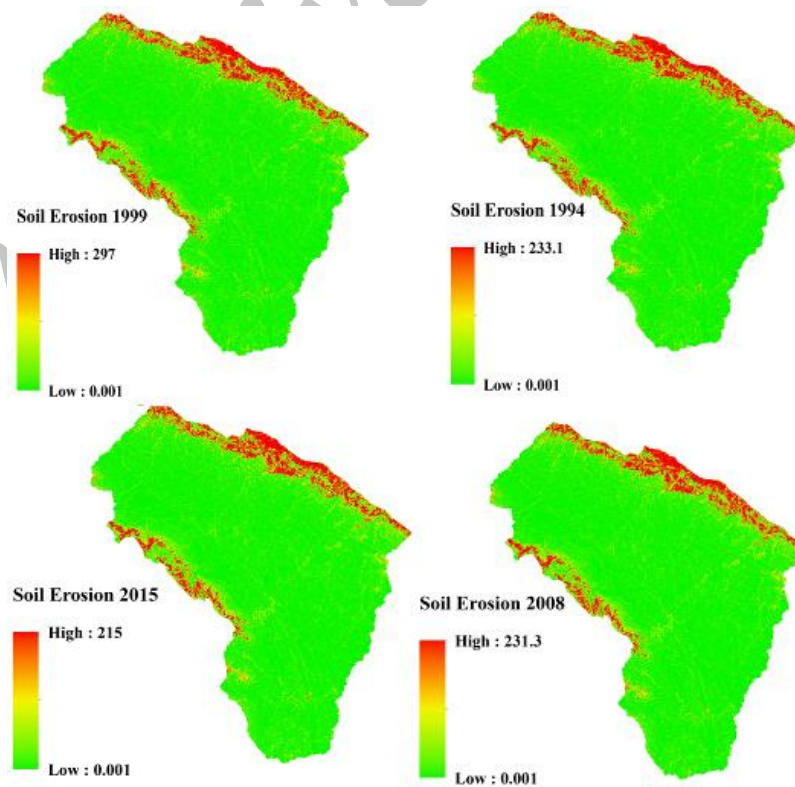 Soil Erosion 1999
High : 297
Low : 0.001
Soil Erosion 1994
High : 233.1
Low : 0.001
Soil Erosion 2015
High : 215
Low : 0.001
Soil Erosion 2008
High : 231.3
Low : 0.001